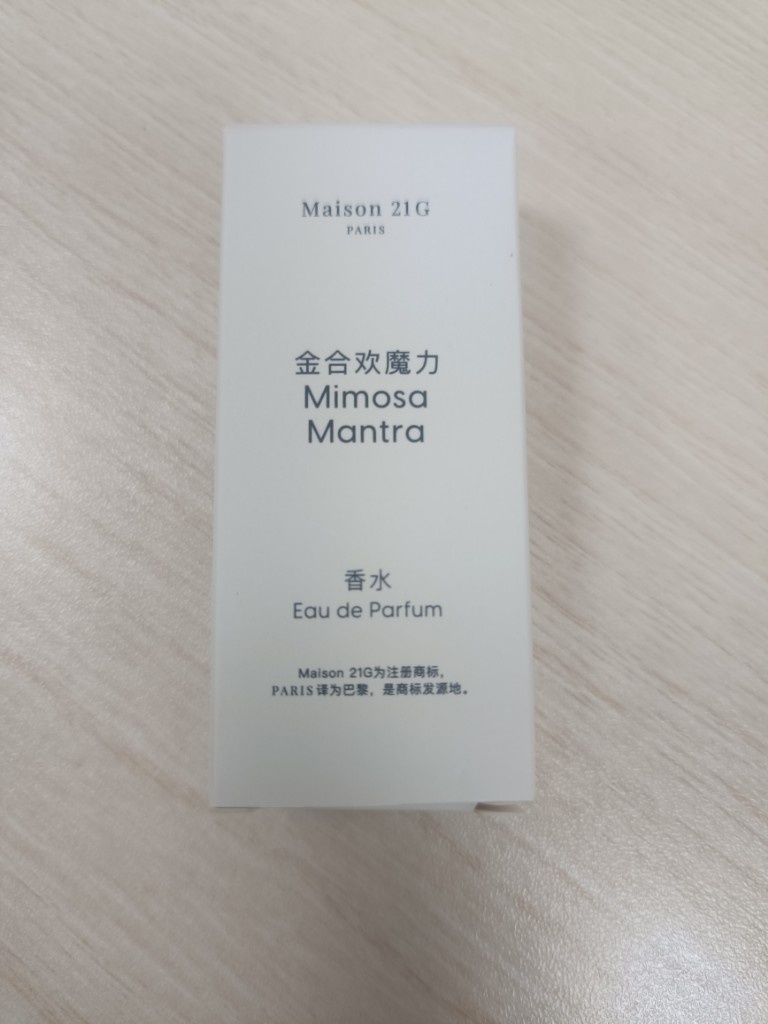 Maison 21G
PARIS
金合欢魔力
Mimosa
Mantra
香水
Eau de Parfum
Maison 21G为注册商标，
PARIS译为巴黎，是商标发源地。